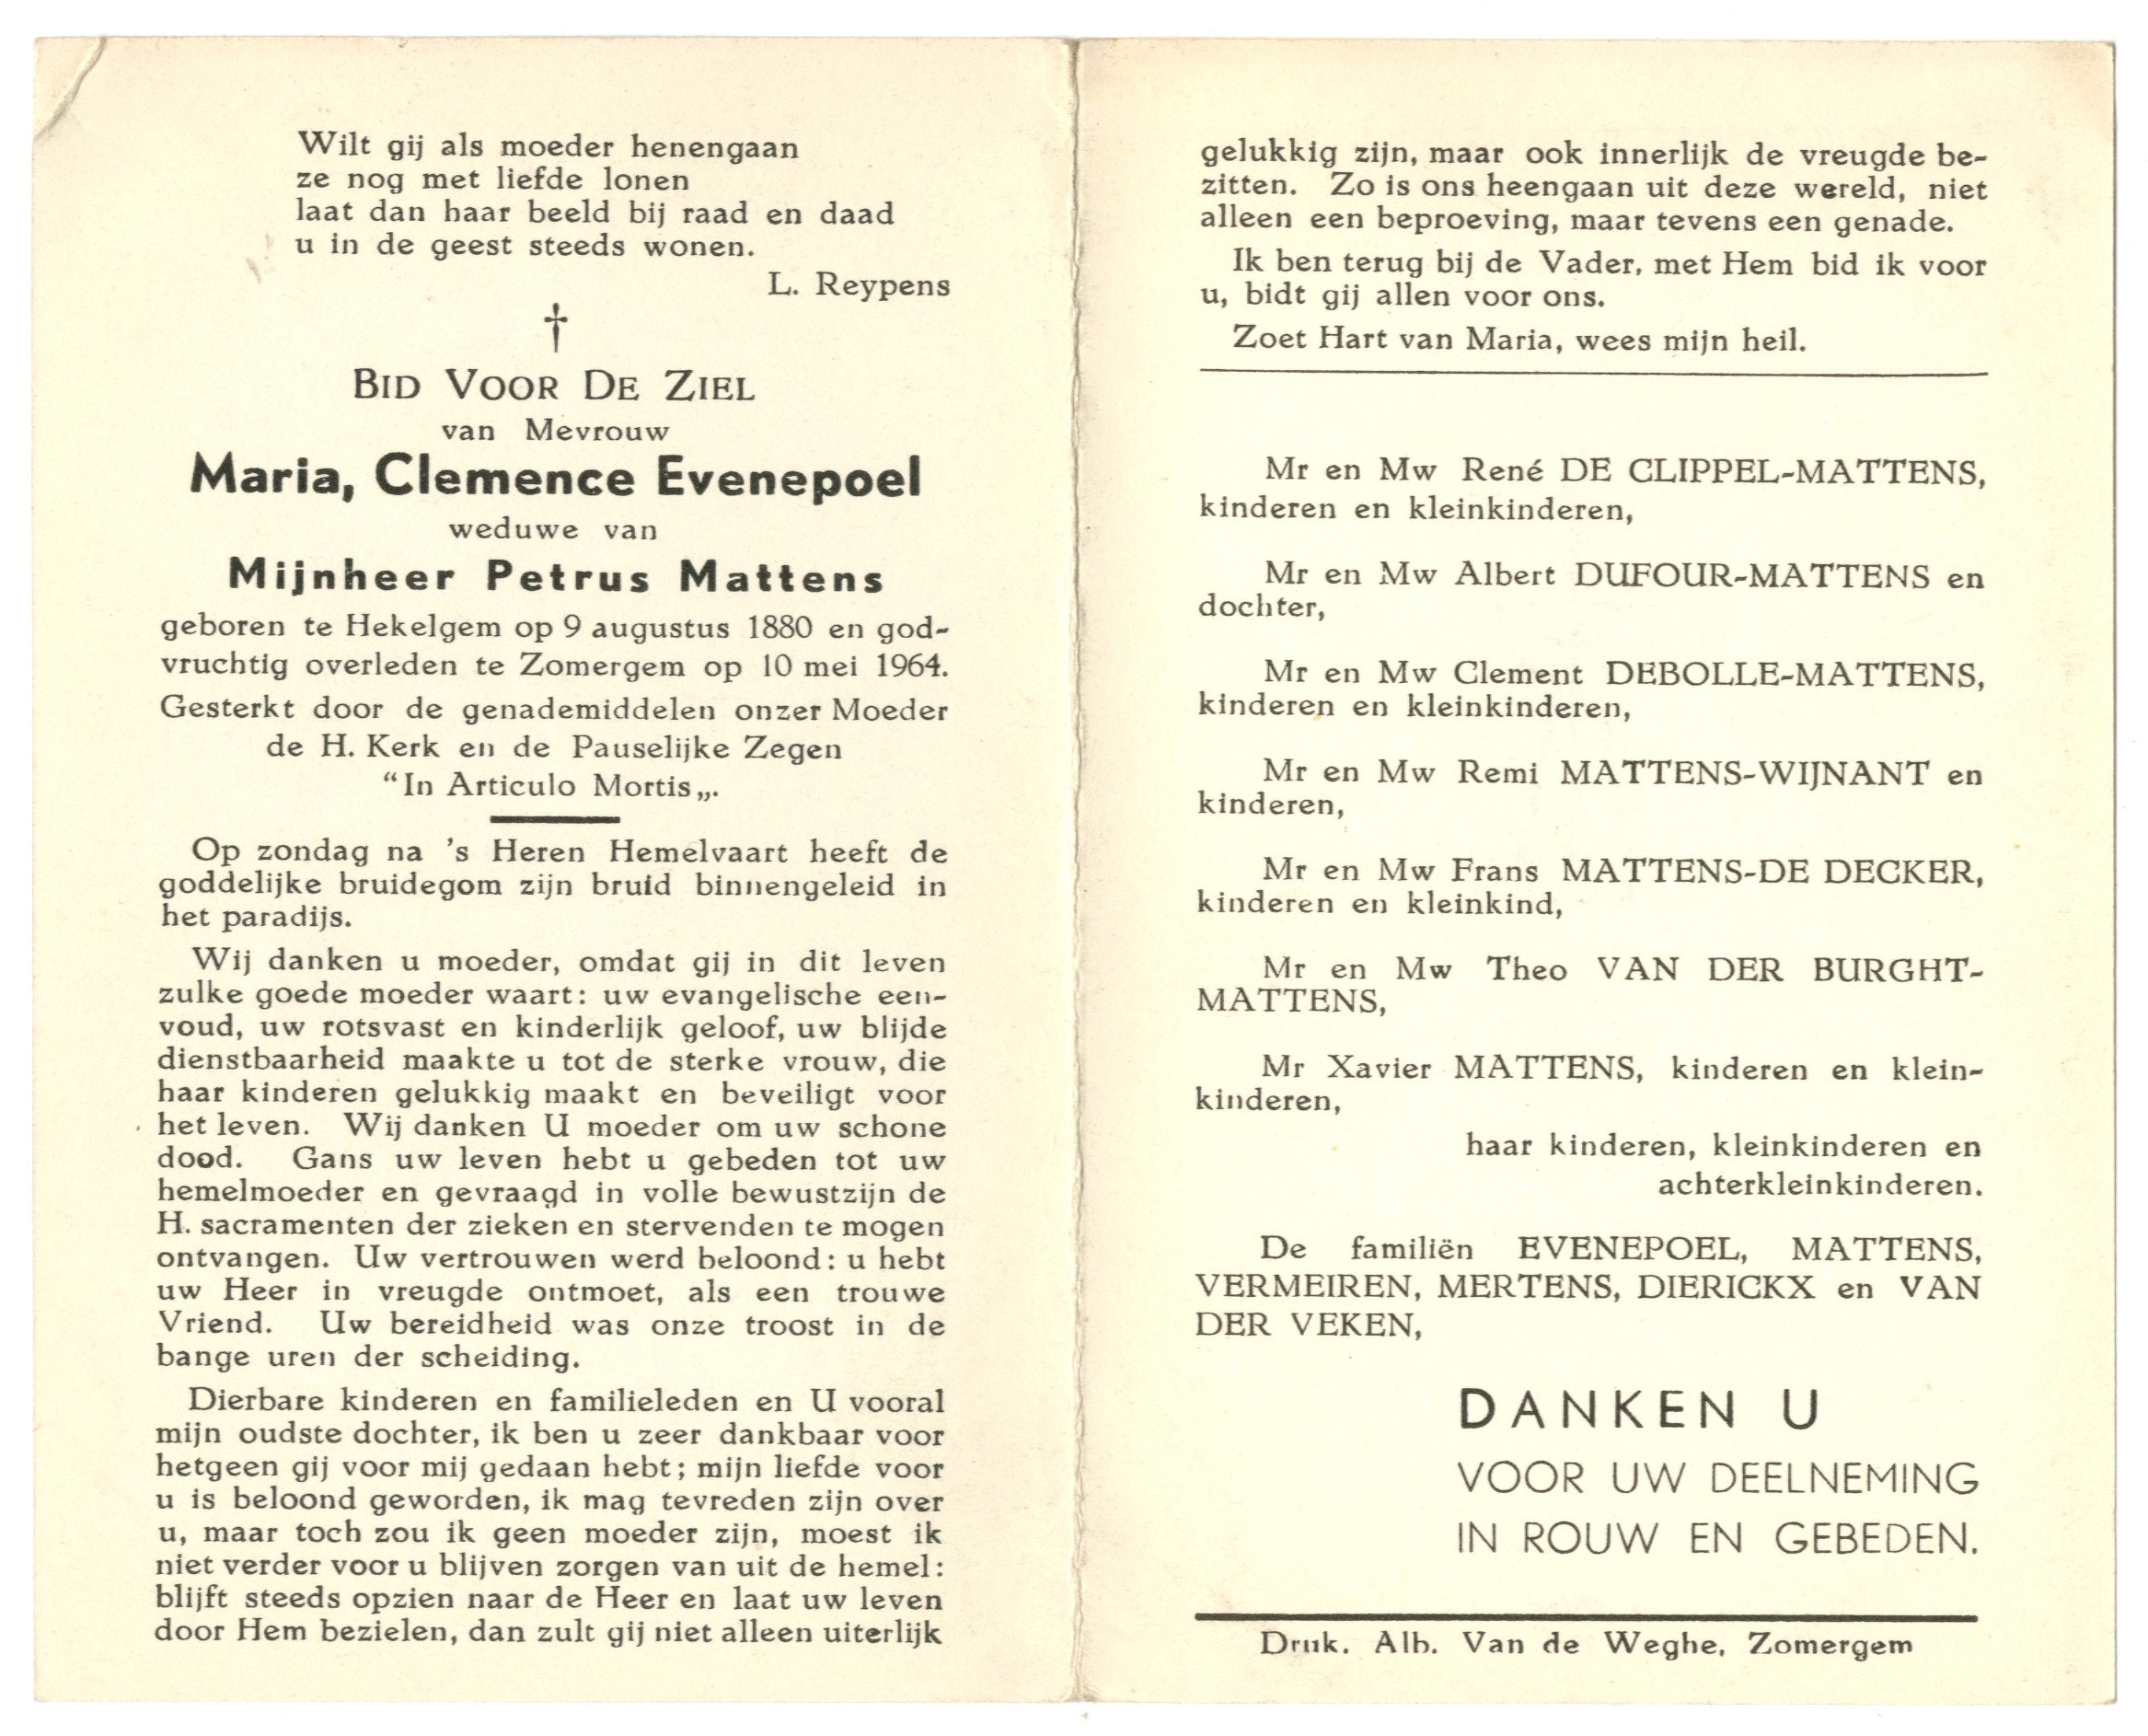 Wilt gij als moeder henengaan
ze nog met liefde lonen
laat dan haar beeld bij raad en daad
u in de geest steeds wonen.
L. Reypens
†
BID VOOR DE ZIEL
van Mevrouw
Maria, Clemence Evenepoel
weduwe van
Mijnheer Petrus Mattens
geboren te Hekelgem op 9 augustus 1880 en god-
vruchtig overleden te Zomergem op 10 mei 1964.
Gesterkt door de genademiddelen onzer Moeder
de H. Kerk en de Pauselijke Zegen
“In Articulo Mortis„.
Op zondag na 's Heren Hemelvaart heeft de
goddelijke bruidegom zijn bruid binnengeleid in
het paradijs.
Wij danken u moeder, omdat gij in dit leven
zulke goede moeder waart: uw evangelische een-
voud, uw rotsvast en kinderlijk geloof, uw blijde
dienstbaarheid maakte u tot de sterke vrouw, die
haar kinderen gelukkig maakt en beveiligt voor
het leven. Wij danken U moeder om uw schone
dood. Gans uw leven hebt u gebeden tot uw
hemelmoeder en gevraagd in volle bewustzijn de
H. sacramenten der zieken en stervenden te mogen
ontvangen. Uw vertrouwen werd beloond: u hebt
uw Heer in vreugde ontmoet, als een trouwe
Vriend. Uw bereidheid was onze troost in de
bange uren der scheiding.
Dierbare kinderen en familieleden en U vooral
mijn oudste dochter, ik ben u zeer dankbaar voor
hetgeen gij voor mij gedaan hebt; mijn liefde voor
u is beloond geworden, ik mag tevreden zijn over
u, maar toch zou ik geen moeder zijn, moest ik
niet verder voor u blijven zorgen van uit de hemel:
blijft steeds opzien naar de Heer en laat uw leven
door Hem bezielen, dan zult gij niet alleen uiterlijk
gelukkig zijn, maar ook innerlijk de vreugde be-
zitten. Zo is ons heengaan uit deze wereld, niet
alleen een beproeving, maar tevens een genade.
Ik ben terug bij de Vader, met Hem bid ik voor
u, bidt gij allen voor ons.
Zoet Hart van Maria, wees mijn heil.
Mr en Mw René DE CLIPPEL-MATTENS,
kinderen en kleinkinderen,
Mr en Mw Albert DUFOUR-MATTENS en
dochter,
Mr en Mw Clement DEBOLLE-MATTENS,
kinderen en kleinkinderen,
Mr en Mw Remi MATTENS-WIJNANT en
kinderen,
Mr en Mw Frans MATTENS-DE DECKER,
kinderen en kleinkind,
Mr en Mw Theo VAN DER BURGHT-
MATTENS,
Mr Xavier MATTENS, kinderen en klein-
kinderen,
haar kinderen, kleinkinderen en
achterkleinkinderen.
De familiën EVENEPOEL, MATTENS,
VERMEIREN, MERTENS, DIERICKX en VAN
DER VEKEN,
DANKEN U
VOOR UW DEELNEMING
IN ROUW EN GEBEDEN.
Druk. Alb. Van de Weghe, Zomergem